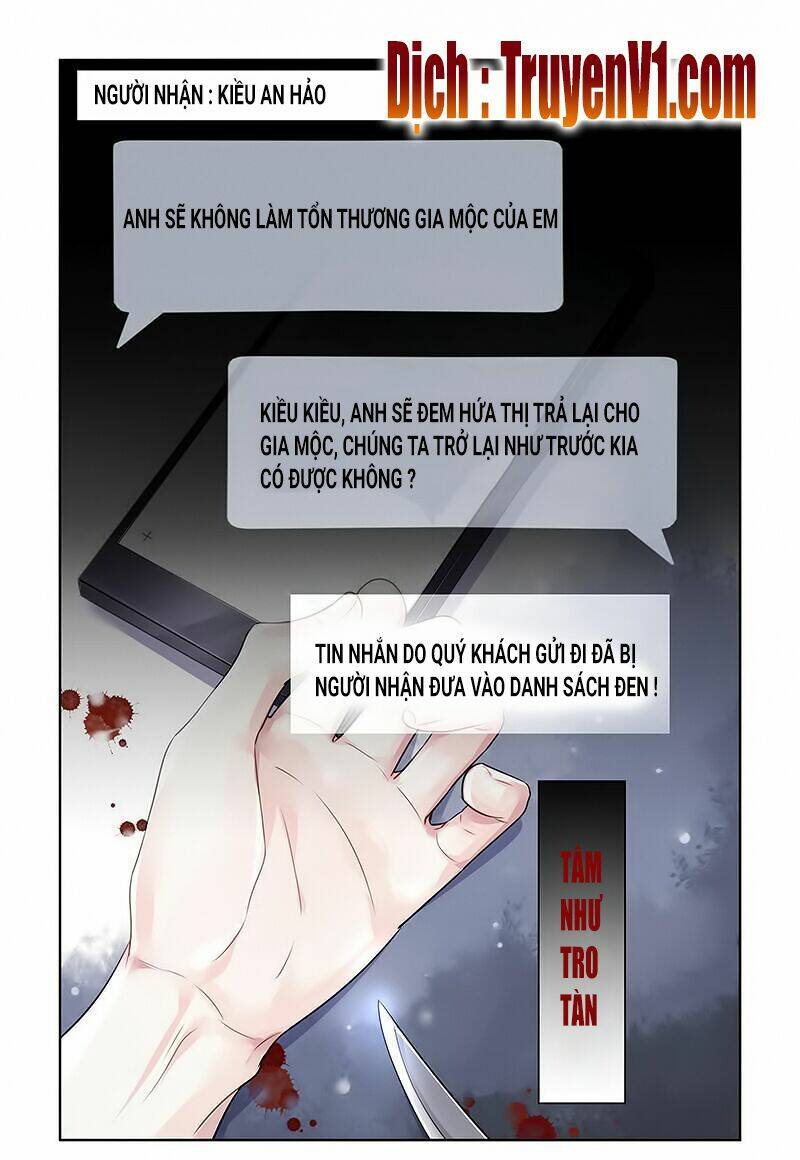 Dịch : TruyenV1.com
NGƯỜI NHẬN : KIỀU AN HẢO
ANH SẼ KHÔNG LÀM TỔN THƯƠNG GIA MỘC CỦA EM
KIỀU KIỀU, ANH SẼ ĐEM HỨA THỊ TRẢ LẠI CHO
GIA MỘC, CHÚNG TA TRỞ LẠI NHƯ TRƯỚC KIA
CÓ ĐƯỢC KHÔNG ?
TIN NHẮN DO QUÝ KHÁCH GỬI ĐI ĐÃ BỊ
NGƯỜI NHẬN ĐƯA VÀO DANH SÁCH ĐEN !
TÂM
NHƯ
TRO
TÀN